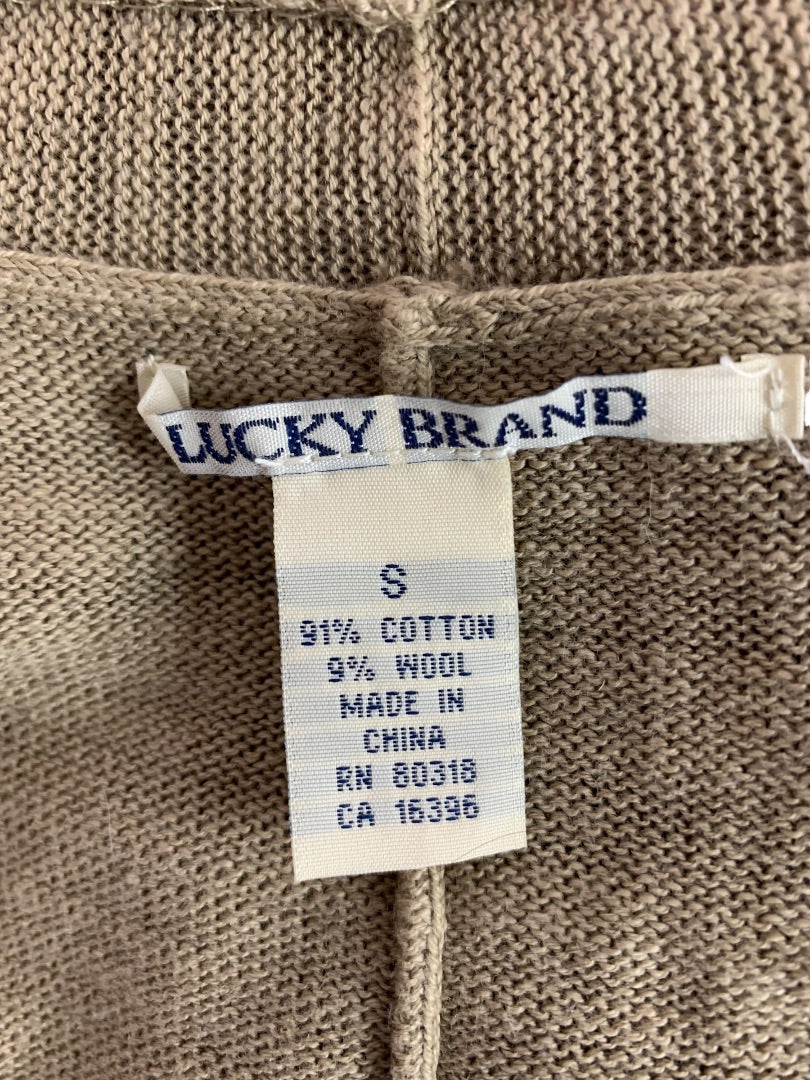 LUCKY BRAND
S
91% COTTON
9% WOOL
MADE IN
CHINA
RN 80318
CA 16396